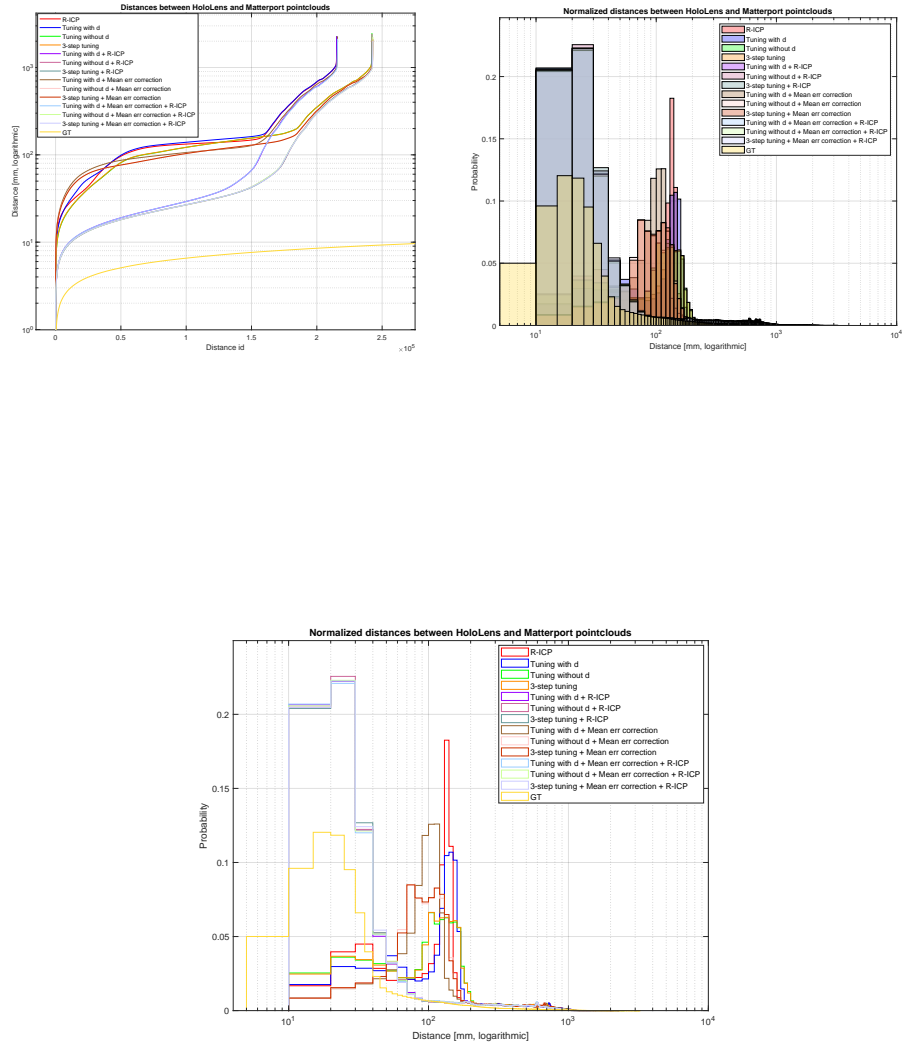 Distances between HoloLens and Matterport pointclouds
R-ICP
Tuning with d
Tuning without d
3-step tuning
Tuning with d + R-ICP
Tuning without d + R-ICP
3-step tuning + R-ICP
Tuning with d + Mean err correction
Tuning without d + Mean err correction
3-step tuning + Mean err correction
Tuning with d + Mean err correction + R-ICP
Tuning without d + Mean err correction + R-ICP
3-step tuning + Mean err correction + R-ICP
GT
Distance [mm, logarithmic]
10³
10²
10¹
10⁰
0 0.5 1 1.5 2 2.5
Distance id
×10⁵
Normalized distances between HoloLens and Matterport pointclouds
R-ICP
Tuning with d
Tuning without d
3-step tuning
Tuning with d + R-ICP
Tuning without d + R-ICP
3-step tuning + R-ICP
Tuning with d + Mean err correction
Tuning without d + Mean err correction
3-step tuning + Mean err correction
Tuning with d + Mean err correction + R-ICP
Tuning without d + Mean err correction + R-ICP
3-step tuning + Mean err correction + R-ICP
GT
Probability
0.2
0.15
0.1
0.05
0
10¹ 10² 10³ 10⁴
Distance [mm, logarithmic]
Normalized distances between HoloLens and Matterport pointclouds
R-ICP
Tuning with d
Tuning without d
3-step tuning
Tuning with d + R-ICP
Tuning without d + R-ICP
3-step tuning + R-ICP
Tuning with d + Mean err correction
Tuning without d + Mean err correction
3-step tuning + Mean err correction
Tuning with d + Mean err correction + R-ICP
Tuning without d + Mean err correction + R-ICP
3-step tuning + Mean err correction + R-ICP
GT
Probability
0.2
0.15
0.1
0.05
0
10¹ 10² 10³ 10⁴
Distance [mm, logarithmic]